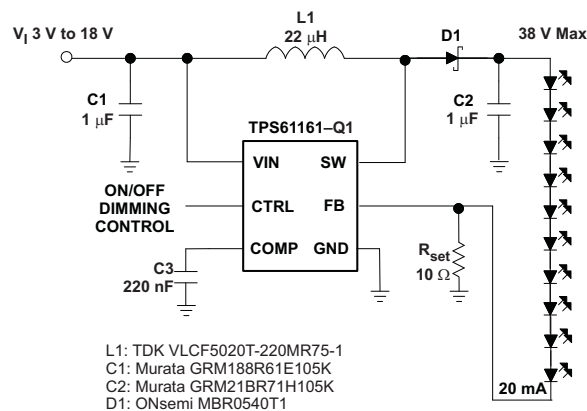 L1
22 μH
V_I 3 V to 18 V
D1
38 V Max
C1
1 μF
C2
1 μF
TPS61161–Q1
VIN SW
ON/OFF
DIMMING
CONTROL
CTRL FB
COMP GND
C3
220 nF
R_set
10 Ω
20 mA
L1: TDK VLCF5020T-220MR75-1
C1: Murata GRM188R61E105K
C2: Murata GRM21BR71H105K
D1: ONsemi MBR0540T1